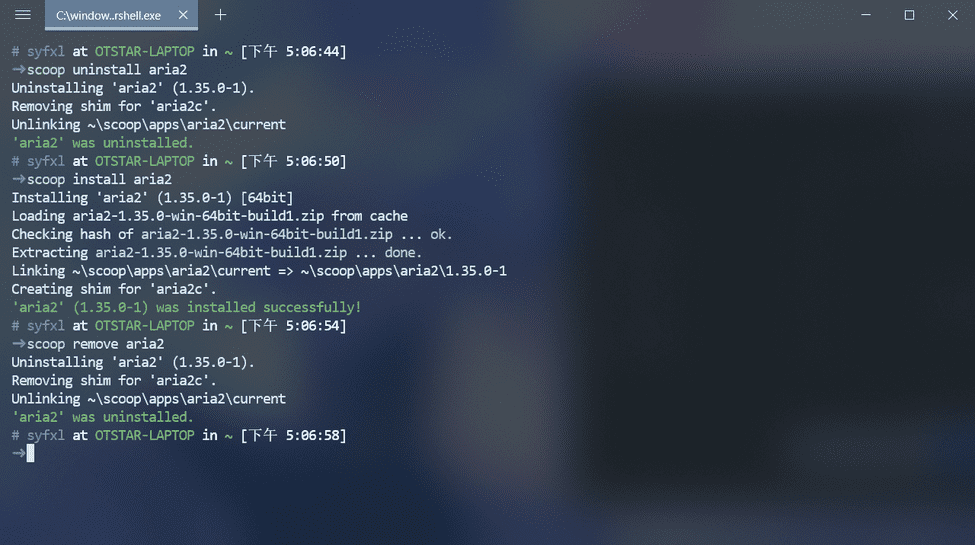 C:\window..rshell.exe
# syfxl at OTSTAR-LAPTOP in ~ [下午 5:06:44]
→scoop uninstall aria2
Uninstalling 'aria2' (1.35.0-1).
Removing shim for 'aria2c'.
Unlinking ~\scoop\apps\aria2\current
'aria2' was uninstalled.
# syfxl at OTSTAR-LAPTOP in ~ [下午 5:06:50]
→scoop install aria2
Installing 'aria2' (1.35.0-1) [64bit]
Loading aria2-1.35.0-win-64bit-build1.zip from cache
Checking hash of aria2-1.35.0-win-64bit-build1.zip ... ok.
Extracting aria2-1.35.0-win-64bit-build1.zip ... done.
Linking ~\scoop\apps\aria2\current => ~\scoop\apps\aria2\1.35.0-1
Creating shim for 'aria2c'.
'aria2' (1.35.0-1) was installed successfully!
# syfxl at OTSTAR-LAPTOP in ~ [下午 5:06:54]
→scoop remove aria2
Uninstalling 'aria2' (1.35.0-1).
Removing shim for 'aria2c'.
Unlinking ~\scoop\apps\aria2\current
'aria2' was uninstalled.
# syfxl at OTSTAR-LAPTOP in ~ [下午 5:06:58]
→